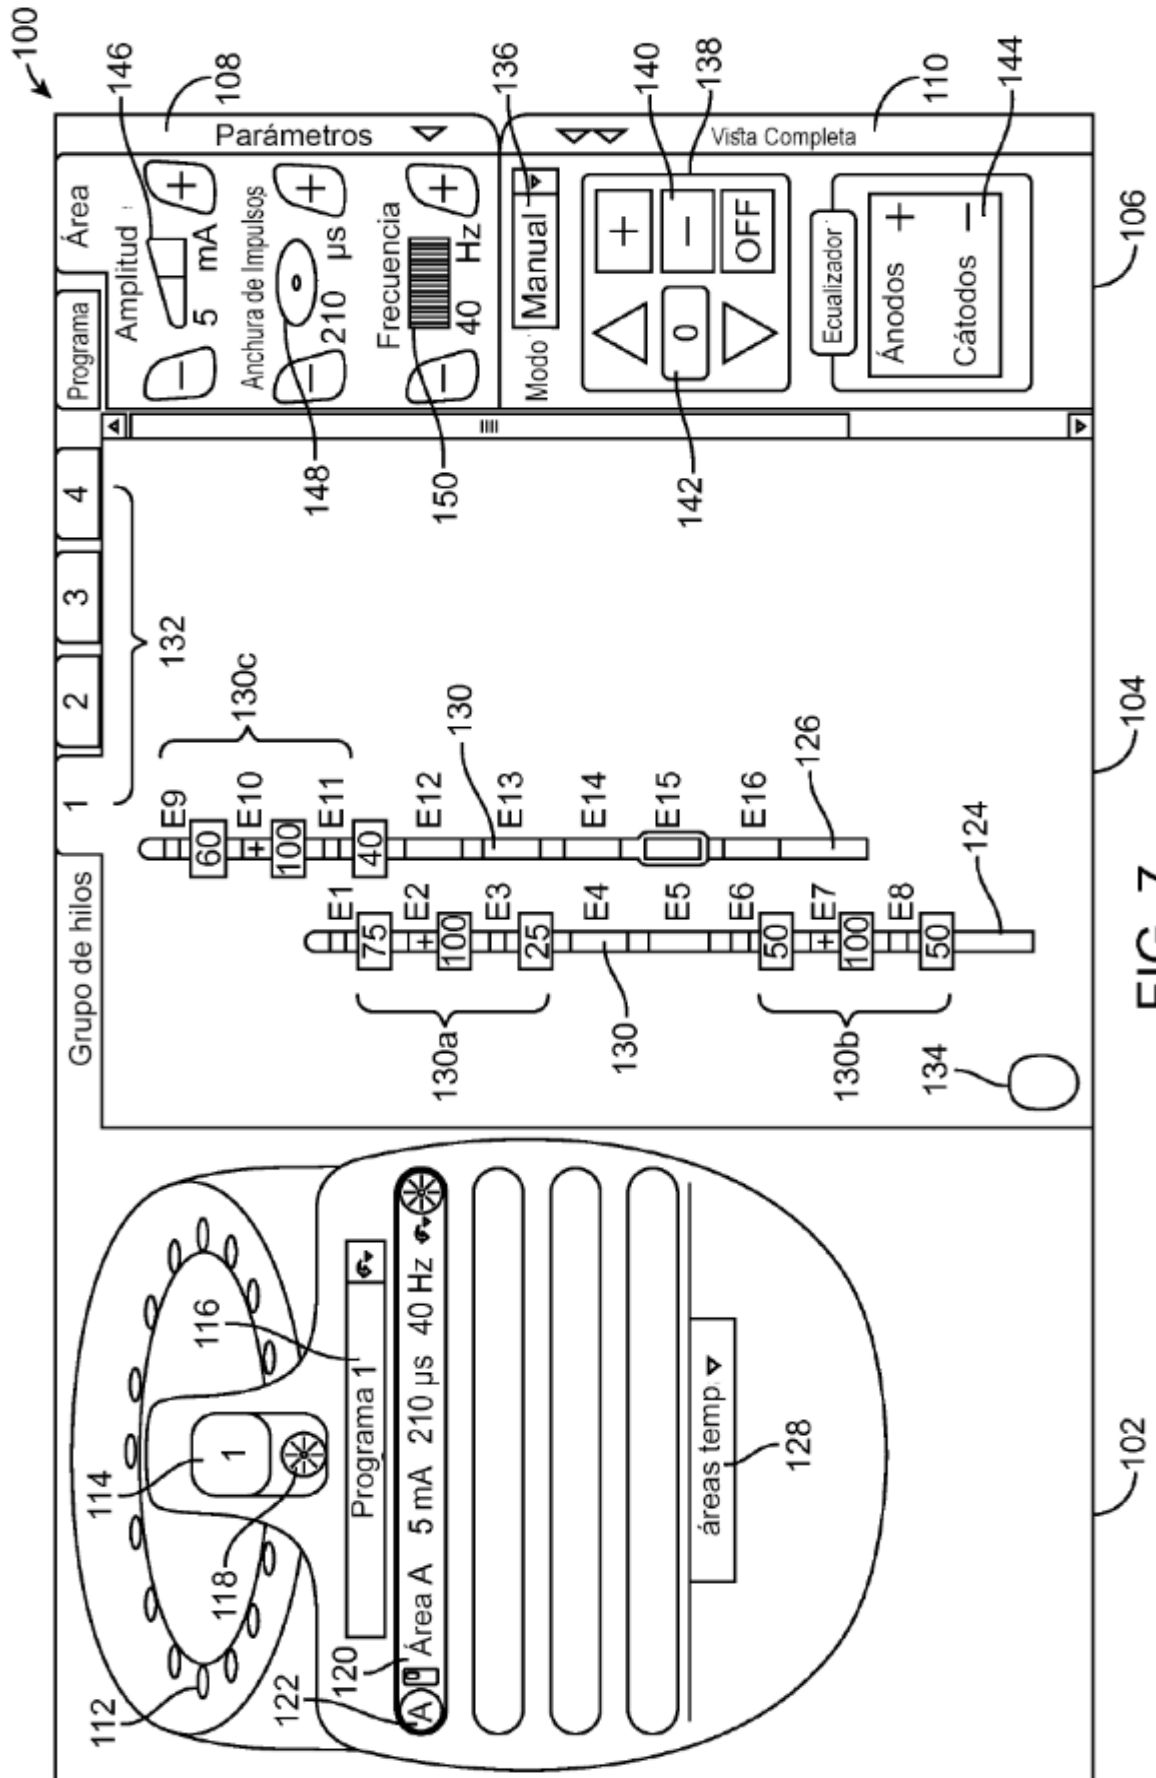 100
112
114
116
118
122
120
1
Programa 1
A Área A 5 mA 210 µs 40 Hz
áreas temp.
128
102
Grupo de hilos 1 2 3 4
132
130c
E9 E10 E11 E12 E13 E14 E15 E16
60 + 100 40
130
126
E1 E2 E3 E4 E5 E6 E7 E8
75 + 100 25 50 + 100 50
130a
130
130b
124
134
104
Programa Área
146
108
Amplitud
− 5 mA +
Anchura de Impulsos
− 210 µs +
Frecuencia
− 40 Hz +
Parámetros
148
150
136
Modo Manual
140
138
+
0 −
OFF
142
Vista Completa
110
Ecualizador
Ánodos +
Cátodos −
144
106
FIG. 7